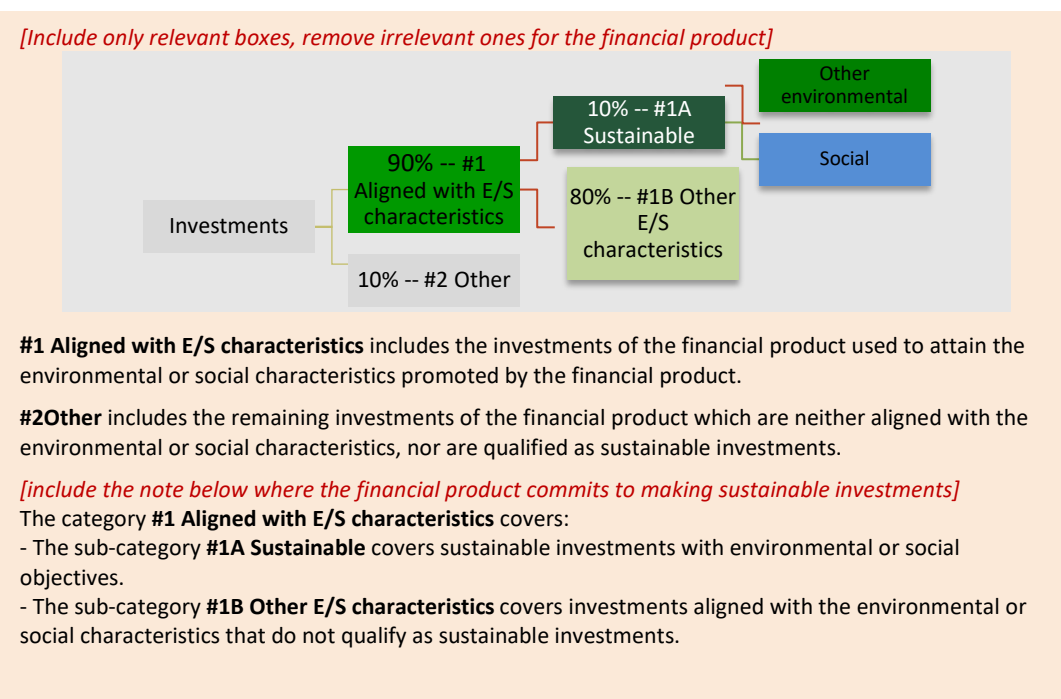 [Include only relevant boxes, remove irrelevant ones for the financial product]
Other
environmental
10% -- #1A
Sustainable
Social
90% -- #1
Aligned with E/S
characteristics
80% -- #1B Other
E/S
characteristics
Investments
10% -- #2 Other
#1 Aligned with E/S characteristics includes the investments of the financial product used to attain the
environmental or social characteristics promoted by the financial product.
#2Other includes the remaining investments of the financial product which are neither aligned with the
environmental or social characteristics, nor are qualified as sustainable investments.
[include the note below where the financial product commits to making sustainable investments]
The category #1 Aligned with E/S characteristics covers:
- The sub-category #1A Sustainable covers sustainable investments with environmental or social
objectives.
- The sub-category #1B Other E/S characteristics covers investments aligned with the environmental or
social characteristics that do not qualify as sustainable investments.